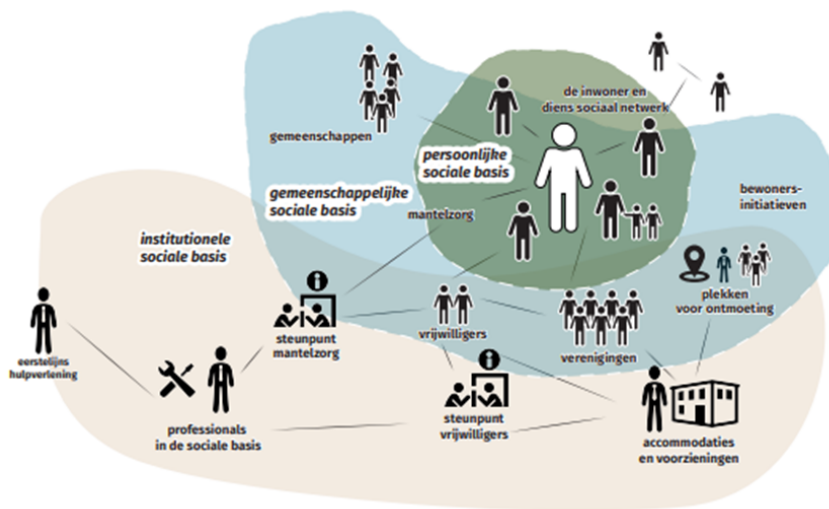 de inwoner en
diens sociaal netwerk
gemeenschappen
persoonlijke
sociale basis
gemeenschappelijke
sociale basis
bewoners-
initiatieven
mantelzorg
institutionele
sociale basis
plekken
voor ontmoeting
steunpunt
mantelzorg
vrijwilligers
verenigingen
eerstelijns
hulpverlening
steunpunt
vrijwilligers
professionals
in de sociale basis
accommodaties
en voorzieningen